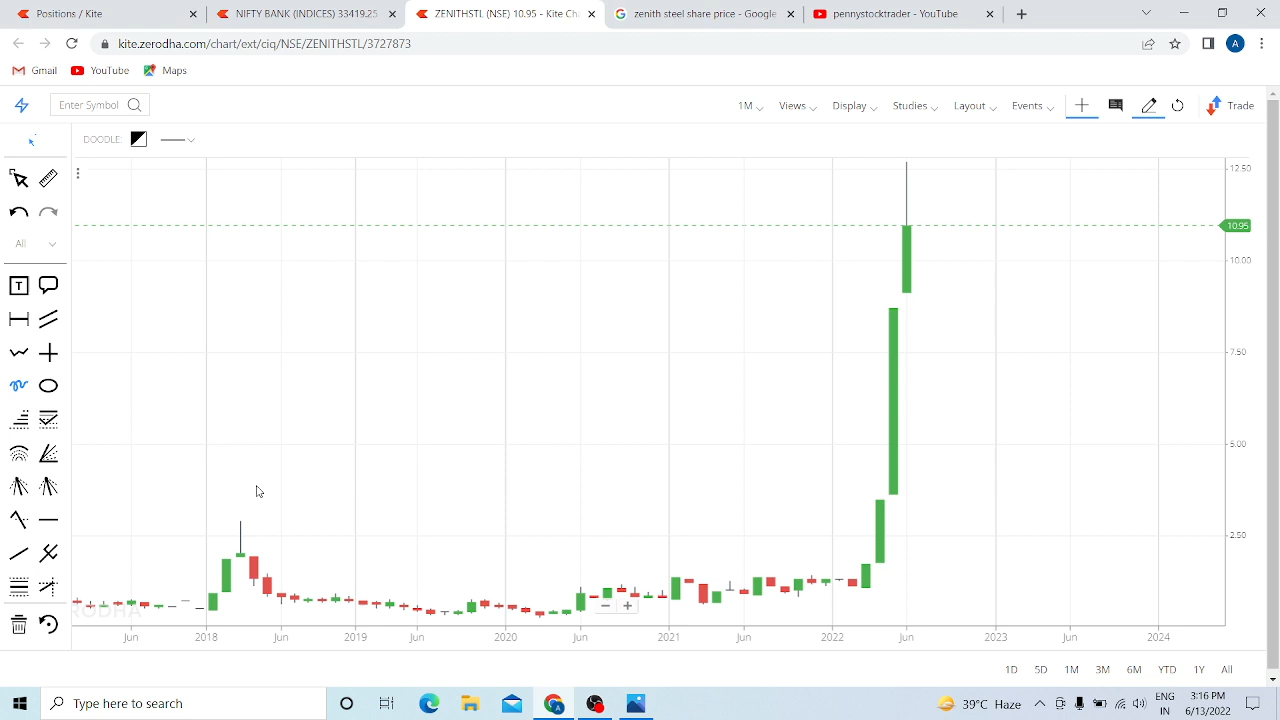 Positions / Kite
NIFTY BANK (INDICES) 33419.25
ZENITHSTL (NSE) 10.95 - Kite Ch
zenith steel share price - Google
pennystocktrader - YouTube
kite.zerodha.com/chart/ext/ciq/NSE/ZENITHSTL/3727873
A
Gmail
YouTube
Maps
Enter Symbol
1M
Views
Display
Studies
Layout
Events
Trade
DOODLE:
12.50
All
10.95
10.00
T
7.50
5.00
2.50
RODHA
Jun
2018
Jun
2019
Jun
2020
Jun
2021
2022
Jun
2023
Jun
2024
1D
5D
1M
3M
6M
YTD
1Y
All
Type here to search
39°C Haze
ENG
IN
3:16 PM
6/13/2022